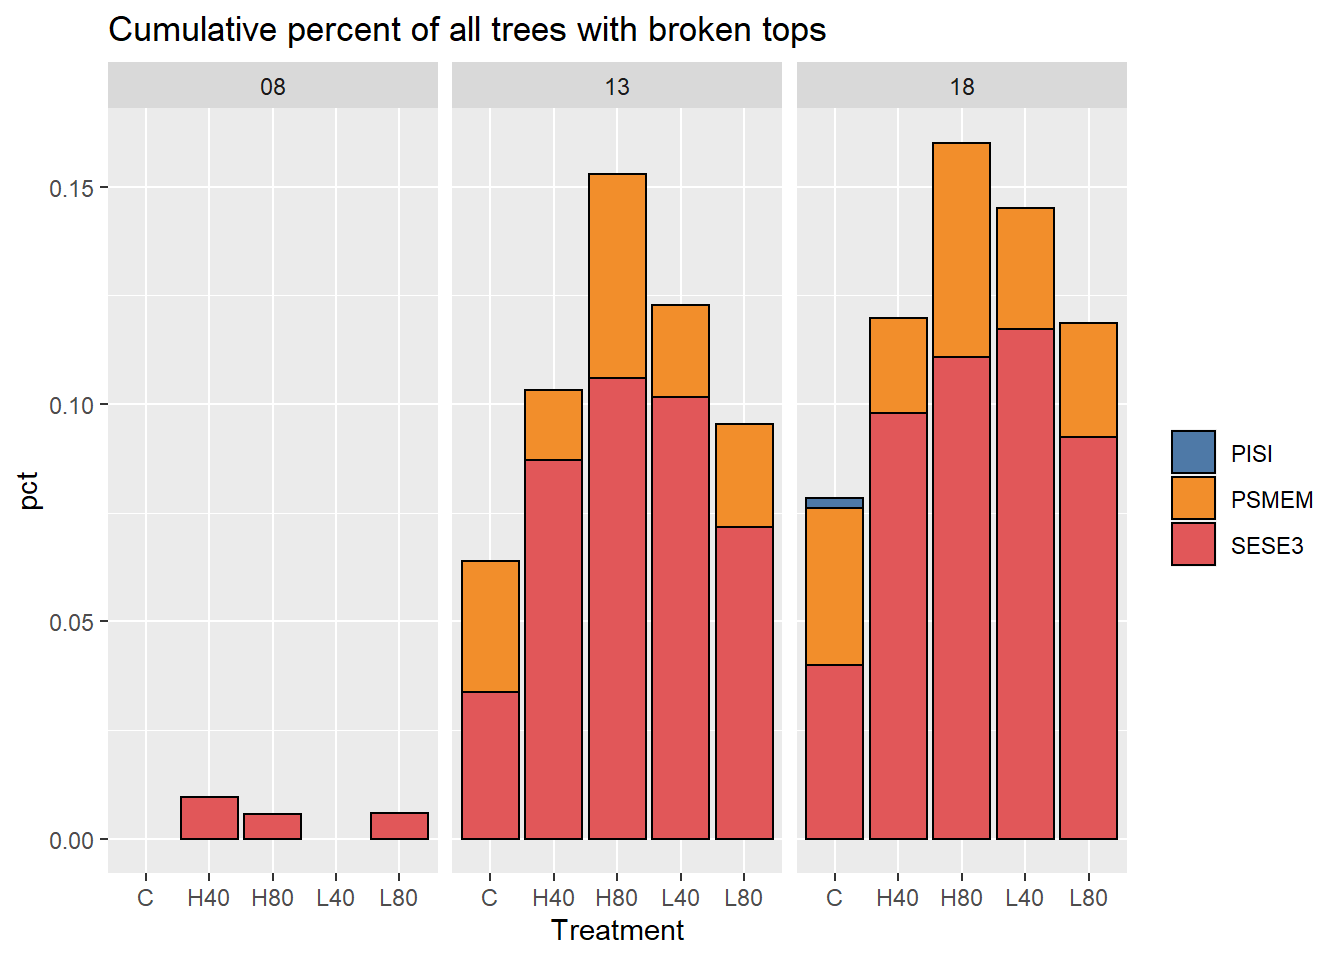 Cumulative percent of all trees with broken tops
08 13 18
0.15
0.10
0.05
0.00
pct
C H40 H80 L40 L80 C H40 H80 L40 L80 C H40 H80 L40 L80
Treatment
PISI
PSMEM
SESE3